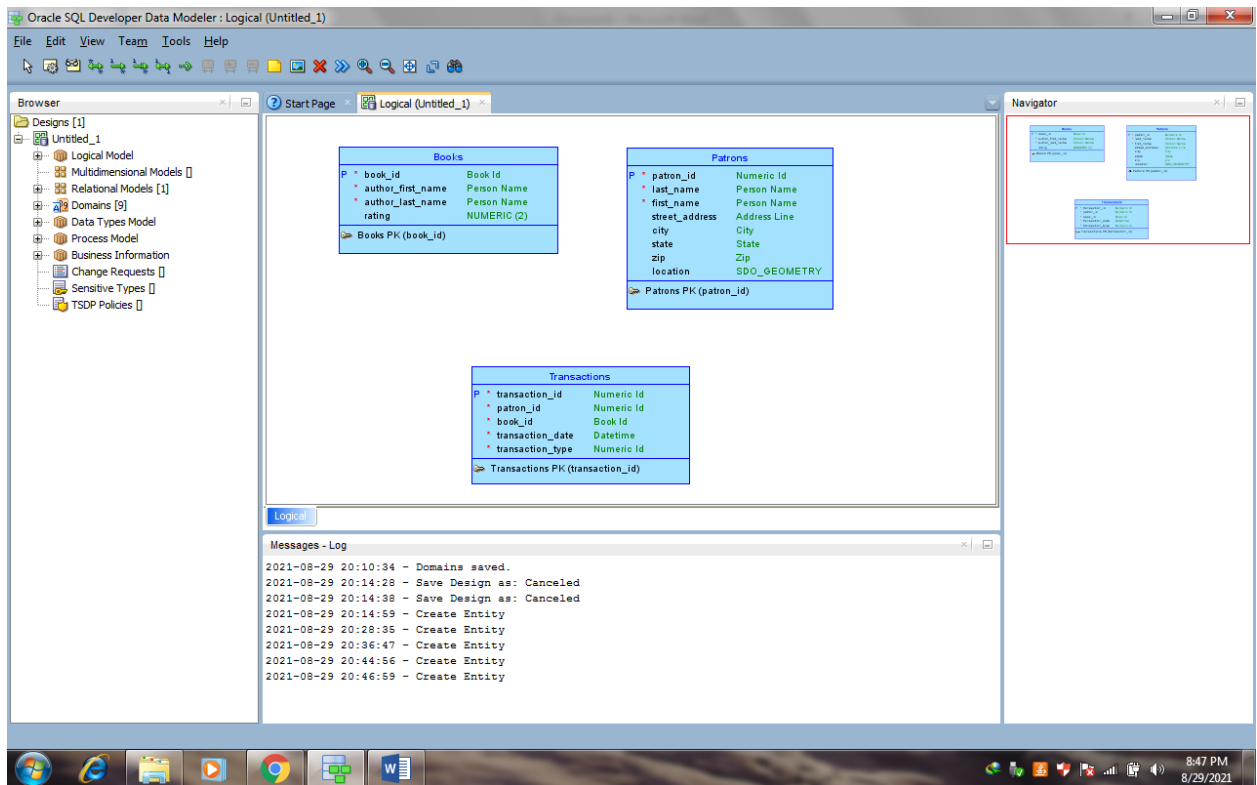 Oracle SQL Developer Data Modeler : Logical (Untitled_1)
File Edit View Team Tools Help
Browser
Designs [1]
Untitled_1
Logical Model
Multidimensional Models []
Relational Models [1]
Domains [9]
Data Types Model
Process Model
Business Information
Change Requests []
Sensitive Types []
TSDP Policies []
Start Page
Logical (Untitled_1)
Books
P * book_id Book Id
* author_first_name Person Name
* author_last_name Person Name
rating NUMERIC (2)
Books PK (book_id)
Patrons
P * patron_id Numeric Id
* last_name Person Name
* first_name Person Name
street_address Address Line
city City
state State
zip Zip
location SDO_GEOMETRY
Patrons PK (patron_id)
Transactions
P * transaction_id Numeric Id
* patron_id Numeric Id
* book_id Book Id
* transaction_date Datetime
* transaction_type Numeric Id
Transactions PK (transaction_id)
Logical
Messages - Log
2021-08-29 20:10:34 - Domains saved.
2021-08-29 20:14:28 - Save Design as: Canceled
2021-08-29 20:14:38 - Save Design as: Canceled
2021-08-29 20:14:59 - Create Entity
2021-08-29 20:28:35 - Create Entity
2021-08-29 20:36:47 - Create Entity
2021-08-29 20:44:56 - Create Entity
2021-08-29 20:46:59 - Create Entity
Navigator
8:47 PM
8/29/2021